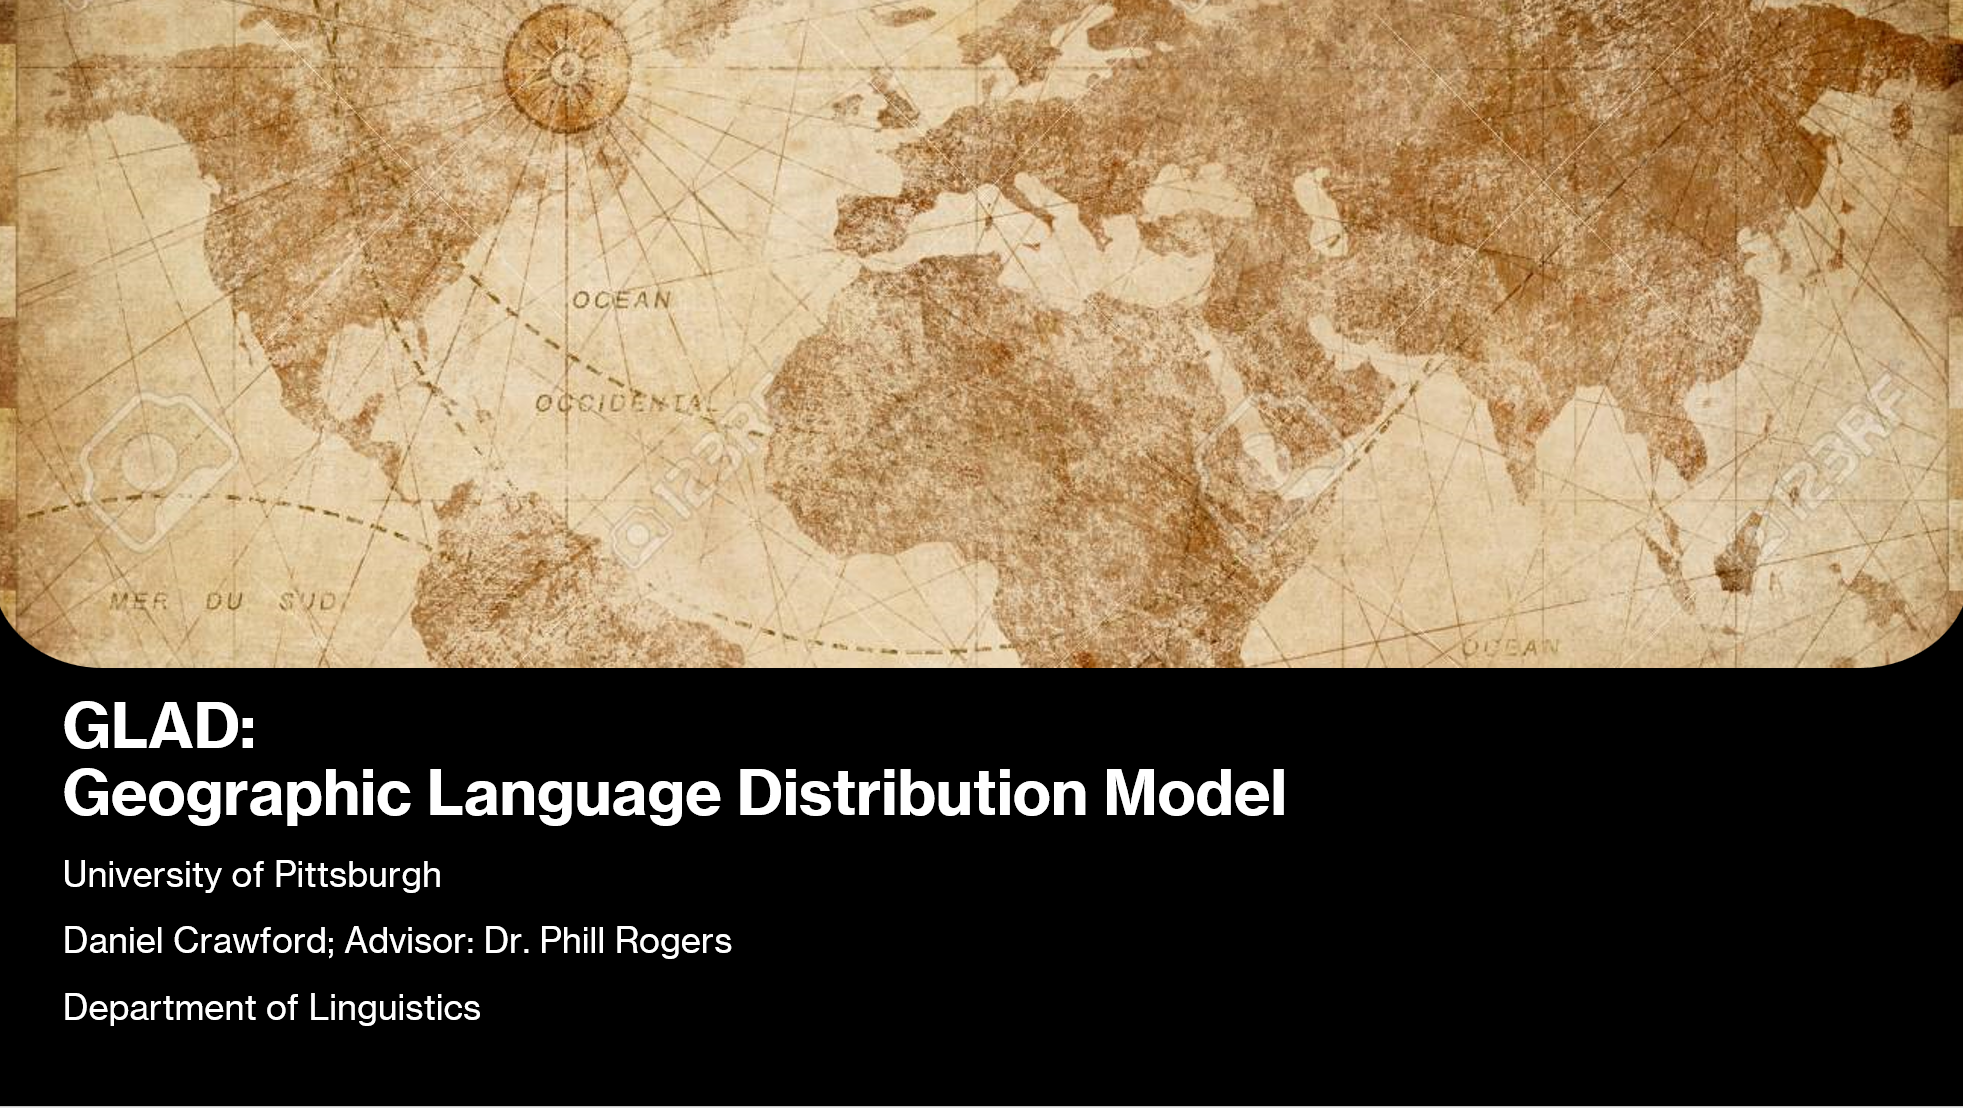 OCEAN
OCCIDENTAL
123RF
123RF
MER DU SUD
OCEAN
GLAD:
Geographic Language Distribution Model
University of Pittsburgh
Daniel Crawford; Advisor: Dr. Phill Rogers
Department of Linguistics